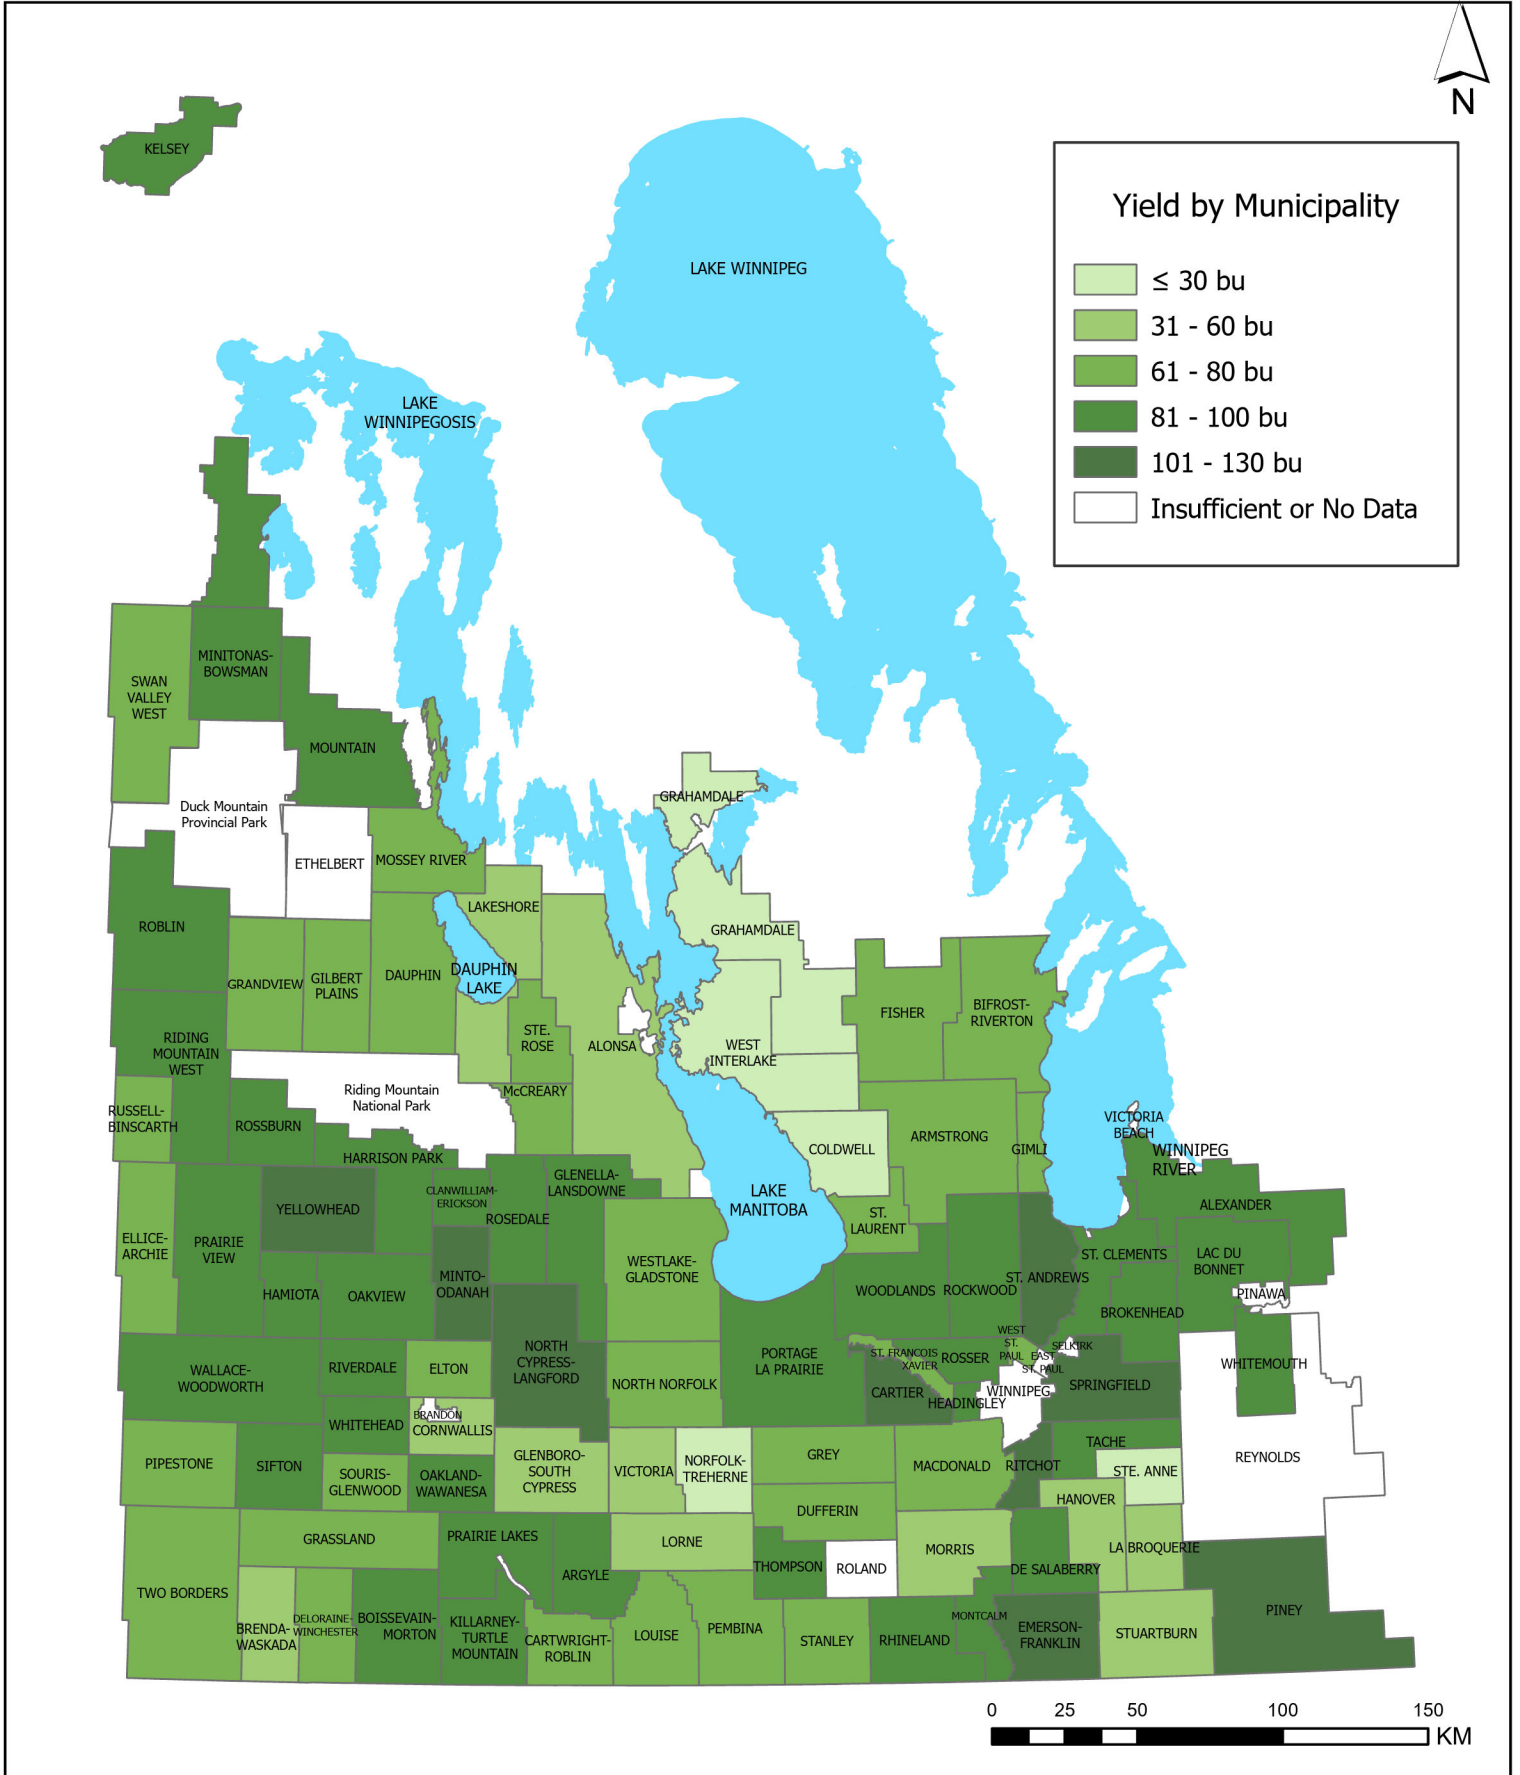 N
KELSEY
Yield by Municipality
≤ 30 bu
31 - 60 bu
61 - 80 bu
81 - 100 bu
101 - 130 bu
Insufficient or No Data
LAKE WINNIPEG
LAKE
WINNIPEGOSIS
MINITONAS-
BOWSMAN
SWAN
VALLEY
WEST
MOUNTAIN
Duck Mountain
Provincial Park
GRAHAMDALE
ETHELBERT
MOSSEY RIVER
LAKESHORE
ROBLIN
GRAHAMDALE
GRANDVIEW
GILBERT
PLAINS
DAUPHIN
DAUPHIN
LAKE
FISHER
BIFROST-
RIVERTON
STE.
ROSE
ALONSA
WEST
INTERLAKE
RIDING
MOUNTAIN
WEST
Riding Mountain
National Park
McCREARY
RUSSELL-
BINSCARTH
ROSSBURN
VICTORIA
BEACH
WINNIPEG
RIVER
ARMSTRONG
GIMLI
COLDWELL
HARRISON PARK
CLANWILLIAM-
ERICKSON
GLENELLA-
LANSDOWNE
YELLOWHEAD
ROSEDALE
LAKE
MANITOBA
ST.
LAURENT
ALEXANDER
ELLICE-
ARCHIE
PRAIRIE
VIEW
WESTLAKE-
GLADSTONE
ST. CLEMENTS
LAC DU
BONNET
MINTO-
ODANAH
HAMIOTA
OAKVIEW
WOODLANDS
ROCKWOOD
ST. ANDREWS
PINAWA
BROKENHEAD
WEST
ST.
PAUL
EAST
ST. PAUL
SELKIRK
NORTH
CYPRESS-
LANGFORD
PORTAGE
LA PRAIRIE
ST. FRANCOIS
XAVIER
ROSSER
WHITEMOUTH
WALLACE-
WOODWORTH
RIVERDALE
ELTON
NORTH NORFOLK
CARTIER
HEADINGLEY
WINNIPEG
SPRINGFIELD
WHITEHEAD
BRANDON
CORNWALLIS
TACHE
PIPESTONE
SIFTON
SOURIS-
GLENWOOD
OAKLAND-
WAWANESA
GLENBORO-
SOUTH
CYPRESS
VICTORIA
NORFOLK-
TREHERNE
GREY
MACDONALD
RITCHOT
STE. ANNE
REYNOLDS
HANOVER
DUFFERIN
GRASSLAND
PRAIRIE LAKES
LORNE
MORRIS
LA BROQUERIE
THOMPSON
ROLAND
DE SALABERRY
ARGYLE
TWO BORDERS
BRENDA-
WASKADA
DELORAINE-
WINCHESTER
BOISSEVAIN-
MORTON
KILLARNEY-
TURTLE
MOUNTAIN
CARTWRIGHT-
ROBLIN
LOUISE
PEMBINA
STANLEY
RHINELAND
MONTCALM
EMERSON-
FRANKLIN
STUARTBURN
PINEY
0 25 50 100 150
KM